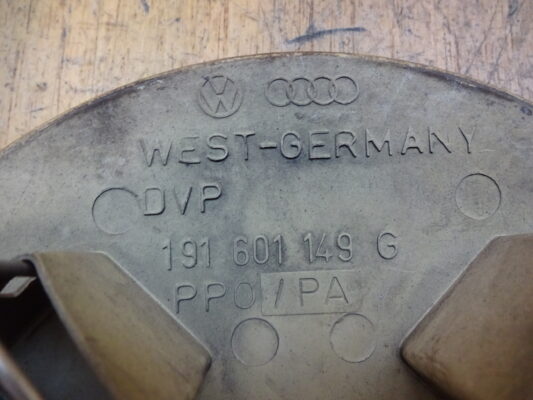 WEST-GERMANY
DVP
191 601 149 G
PPO/PA